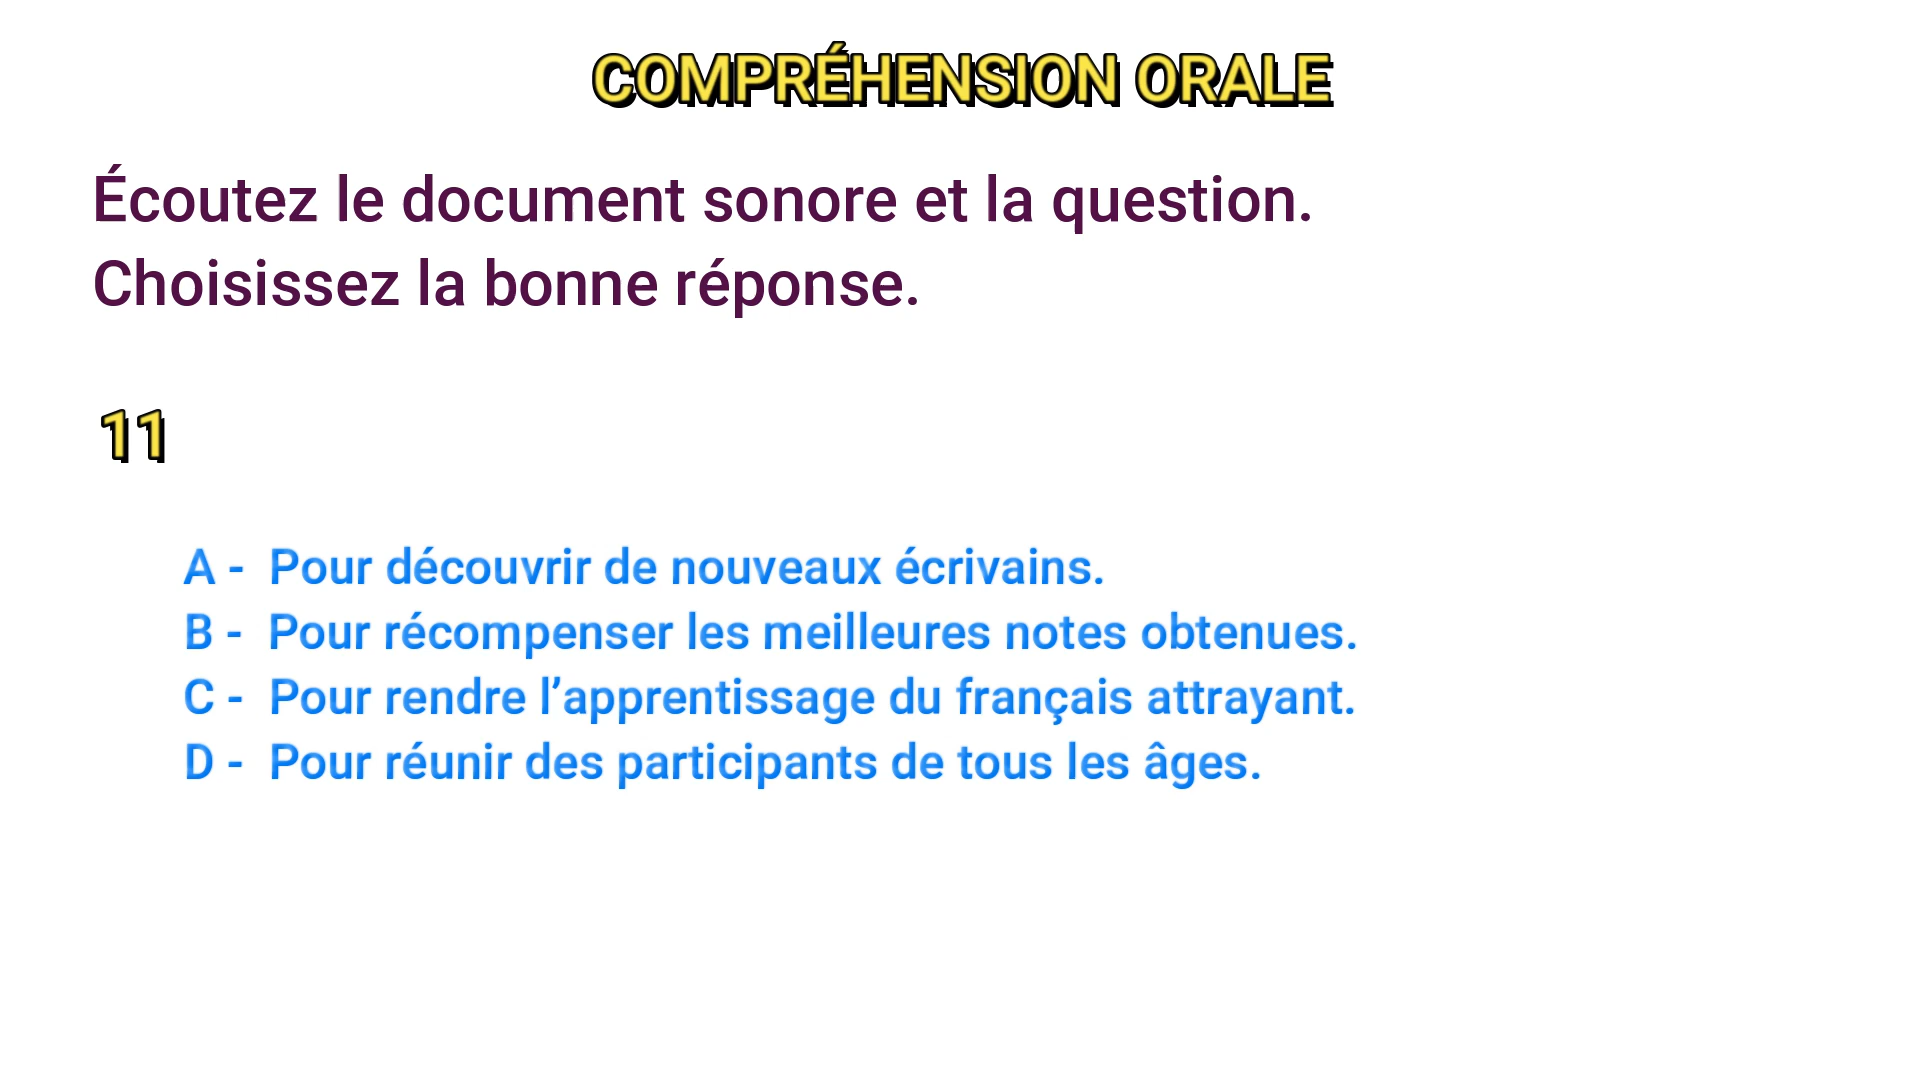 COMPRÉHENSION ORALE
Écoutez le document sonore et la question.
Choisissez la bonne réponse.
11
A - Pour découvrir de nouveaux écrivains.
B - Pour récompenser les meilleures notes obtenues.
C - Pour rendre l’apprentissage du français attrayant.
D - Pour réunir des participants de tous les âges.